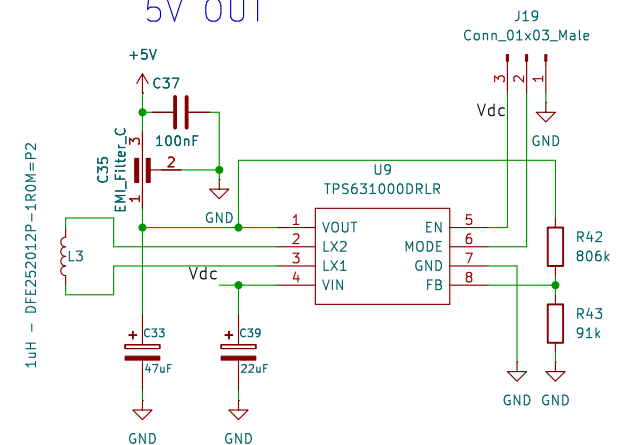 5V OUT
J19
Conn_01x03_Male
3
2
1
Vdc
GND
+5V
C37
100nF
3
2
1
C35
EMI_Filter_C
GND
1uH - DFE252012P-1R0M=P2
L3
U9
TPS631000DRLR
1 VOUT
2 LX2
3 LX1
4 VIN
EN 5
MODE 6
GND 7
FB 8
Vdc
R42
806k
R43
91k
+ C33
47uF
+ C39
22uF
GND
GND
GND
GND